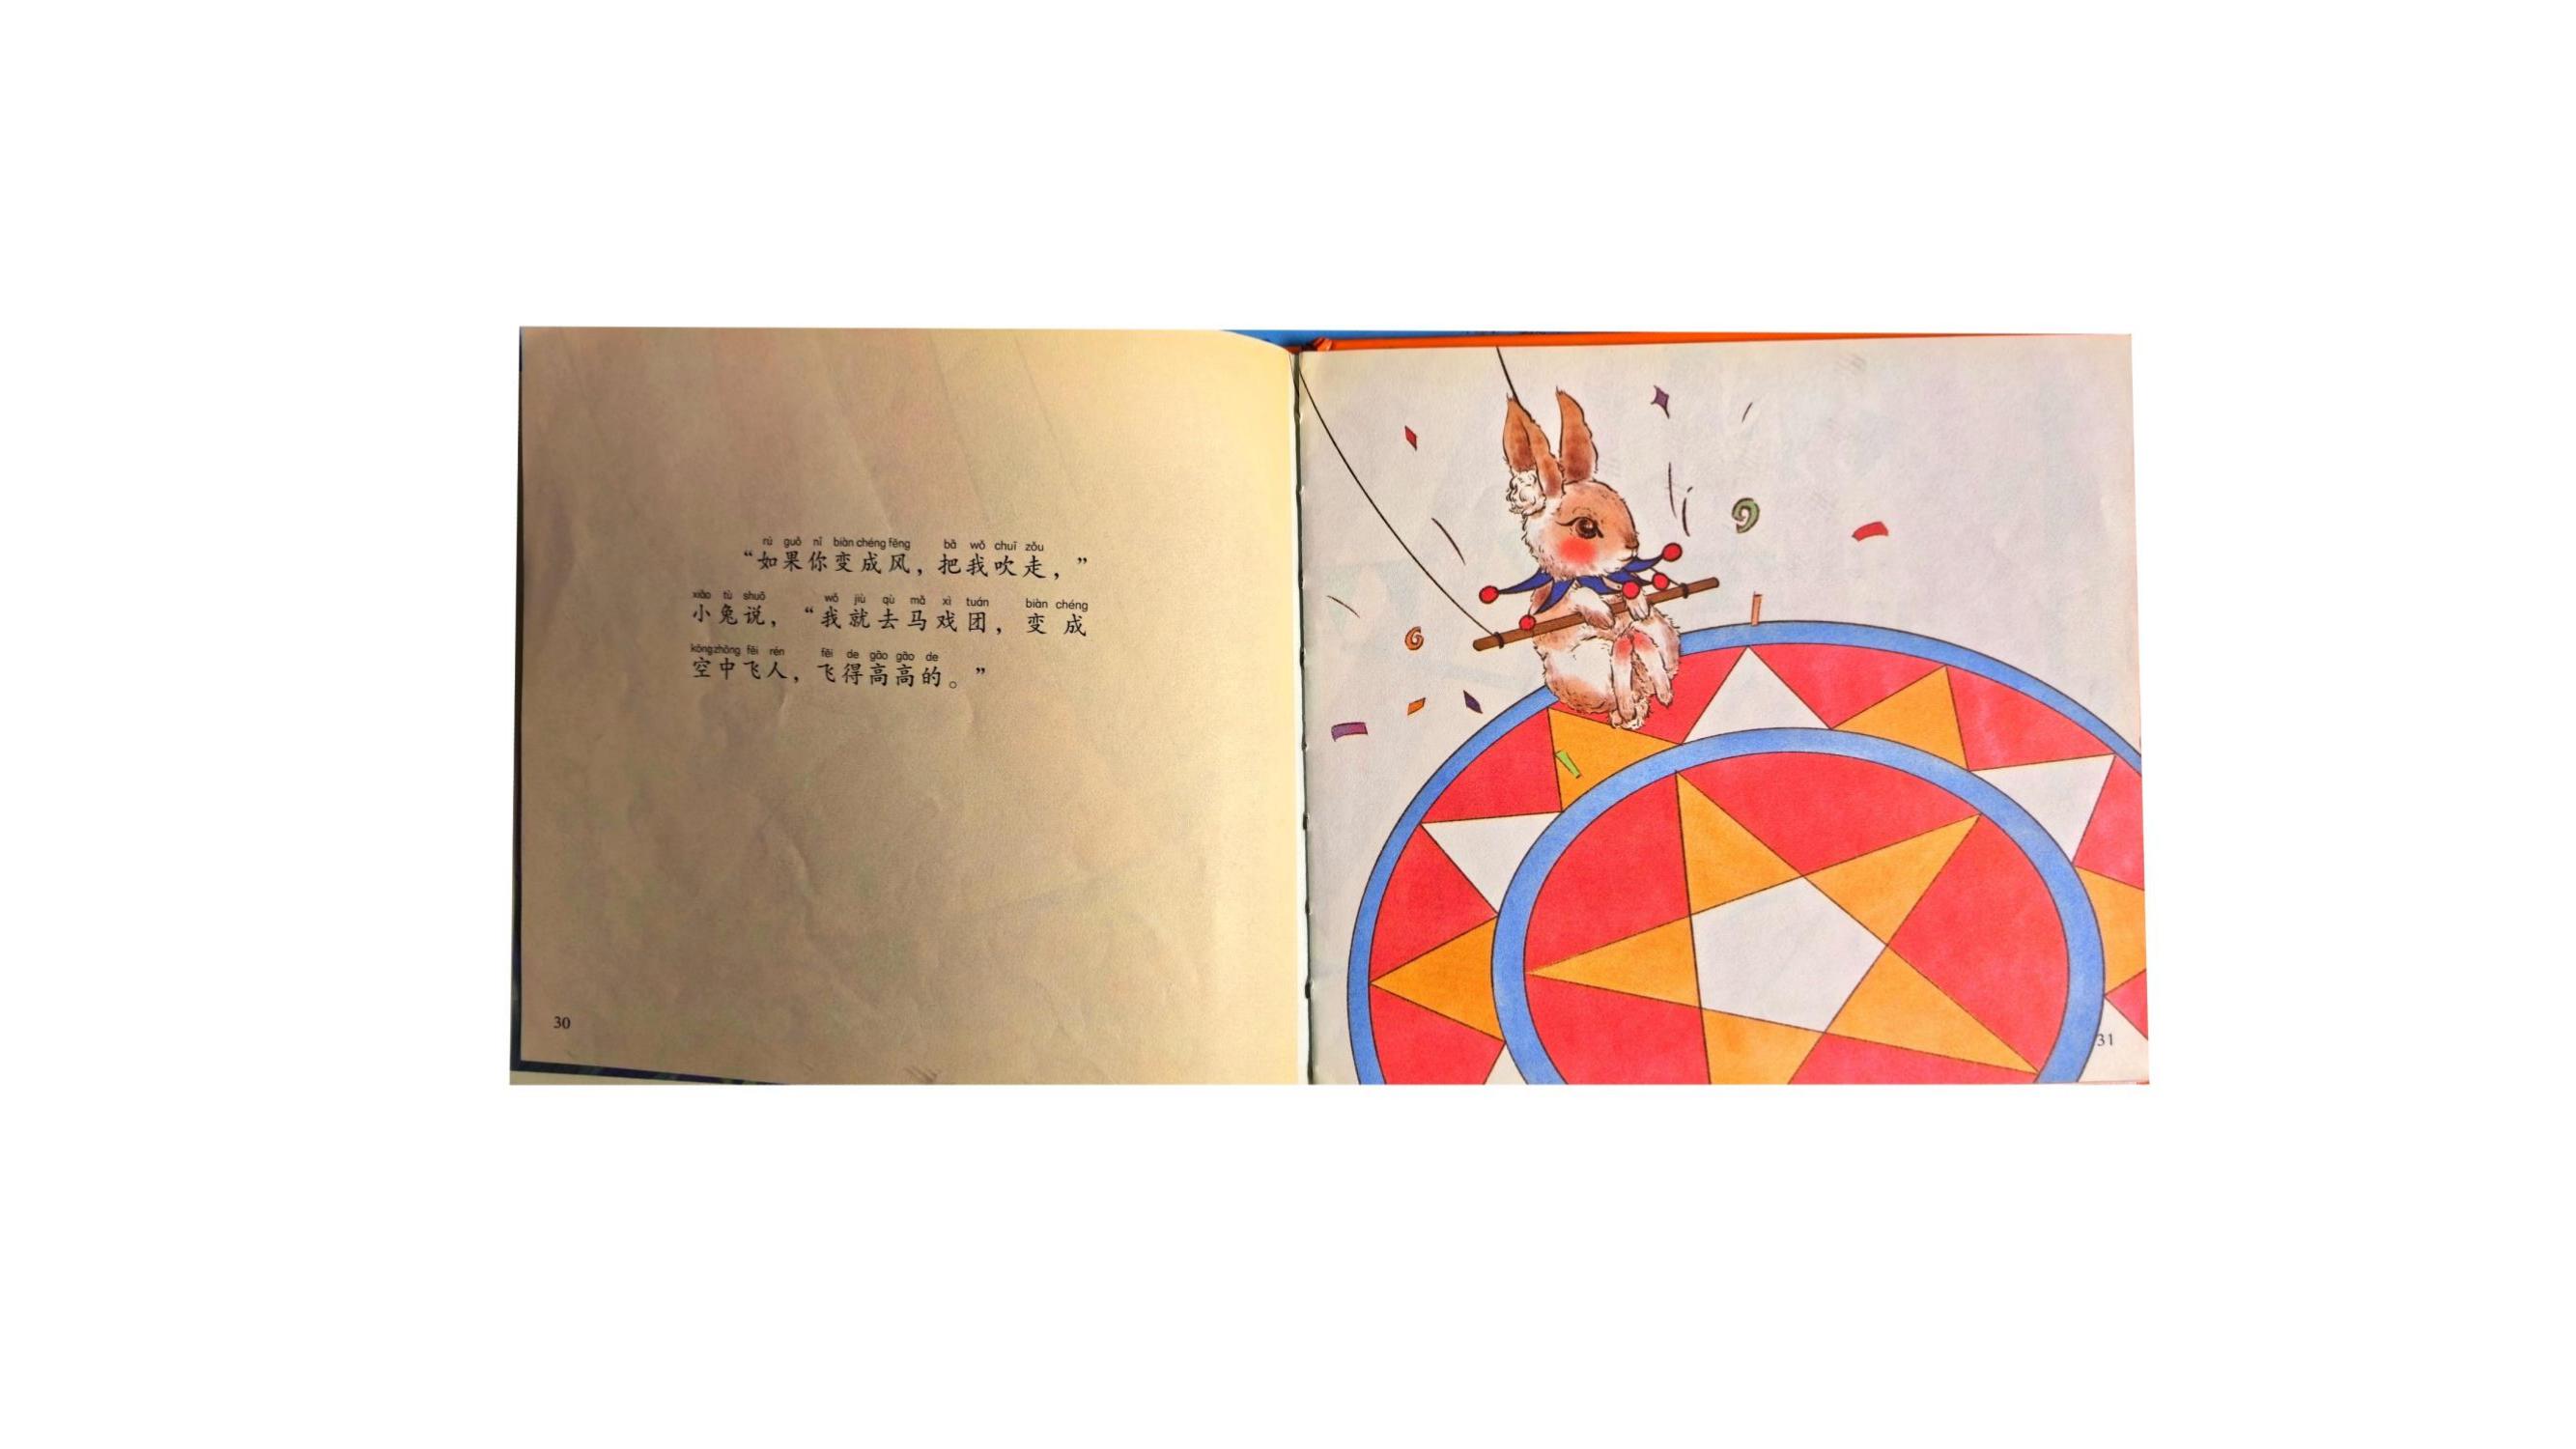 rú guǒ nǐ biàn chéng fēng bǎ wǒ chuī zǒu
“如果你变成风，把我吹走，”
xiǎo tù shuō wǒ jiù qù mǎ xì tuán biàn chéng
小兔说，“我就去马戏团，变成
kōng zhōng fēi rén fēi de gāo gāo de
空中飞人，飞得高高的。”
30
31